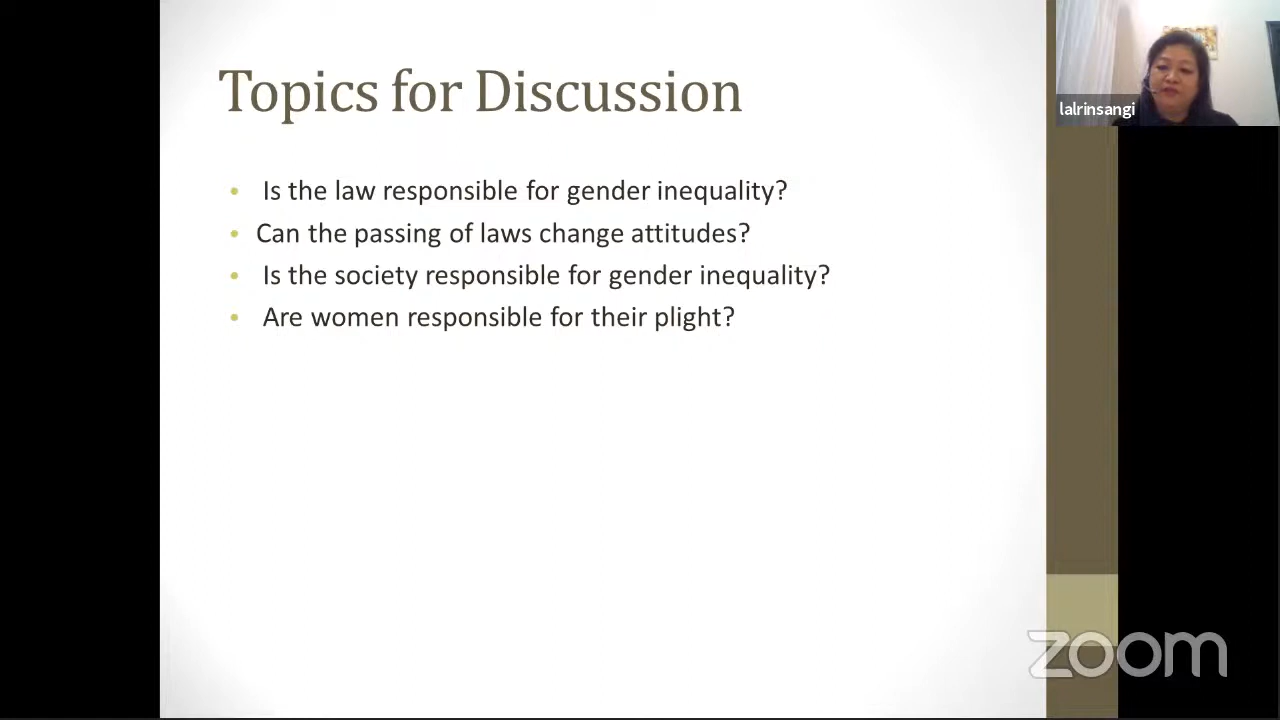 Topics for Discussion
• Is the law responsible for gender inequality?
• Can the passing of laws change attitudes?
• Is the society responsible for gender inequality?
• Are women responsible for their plight?
lalrinsangi
zoom